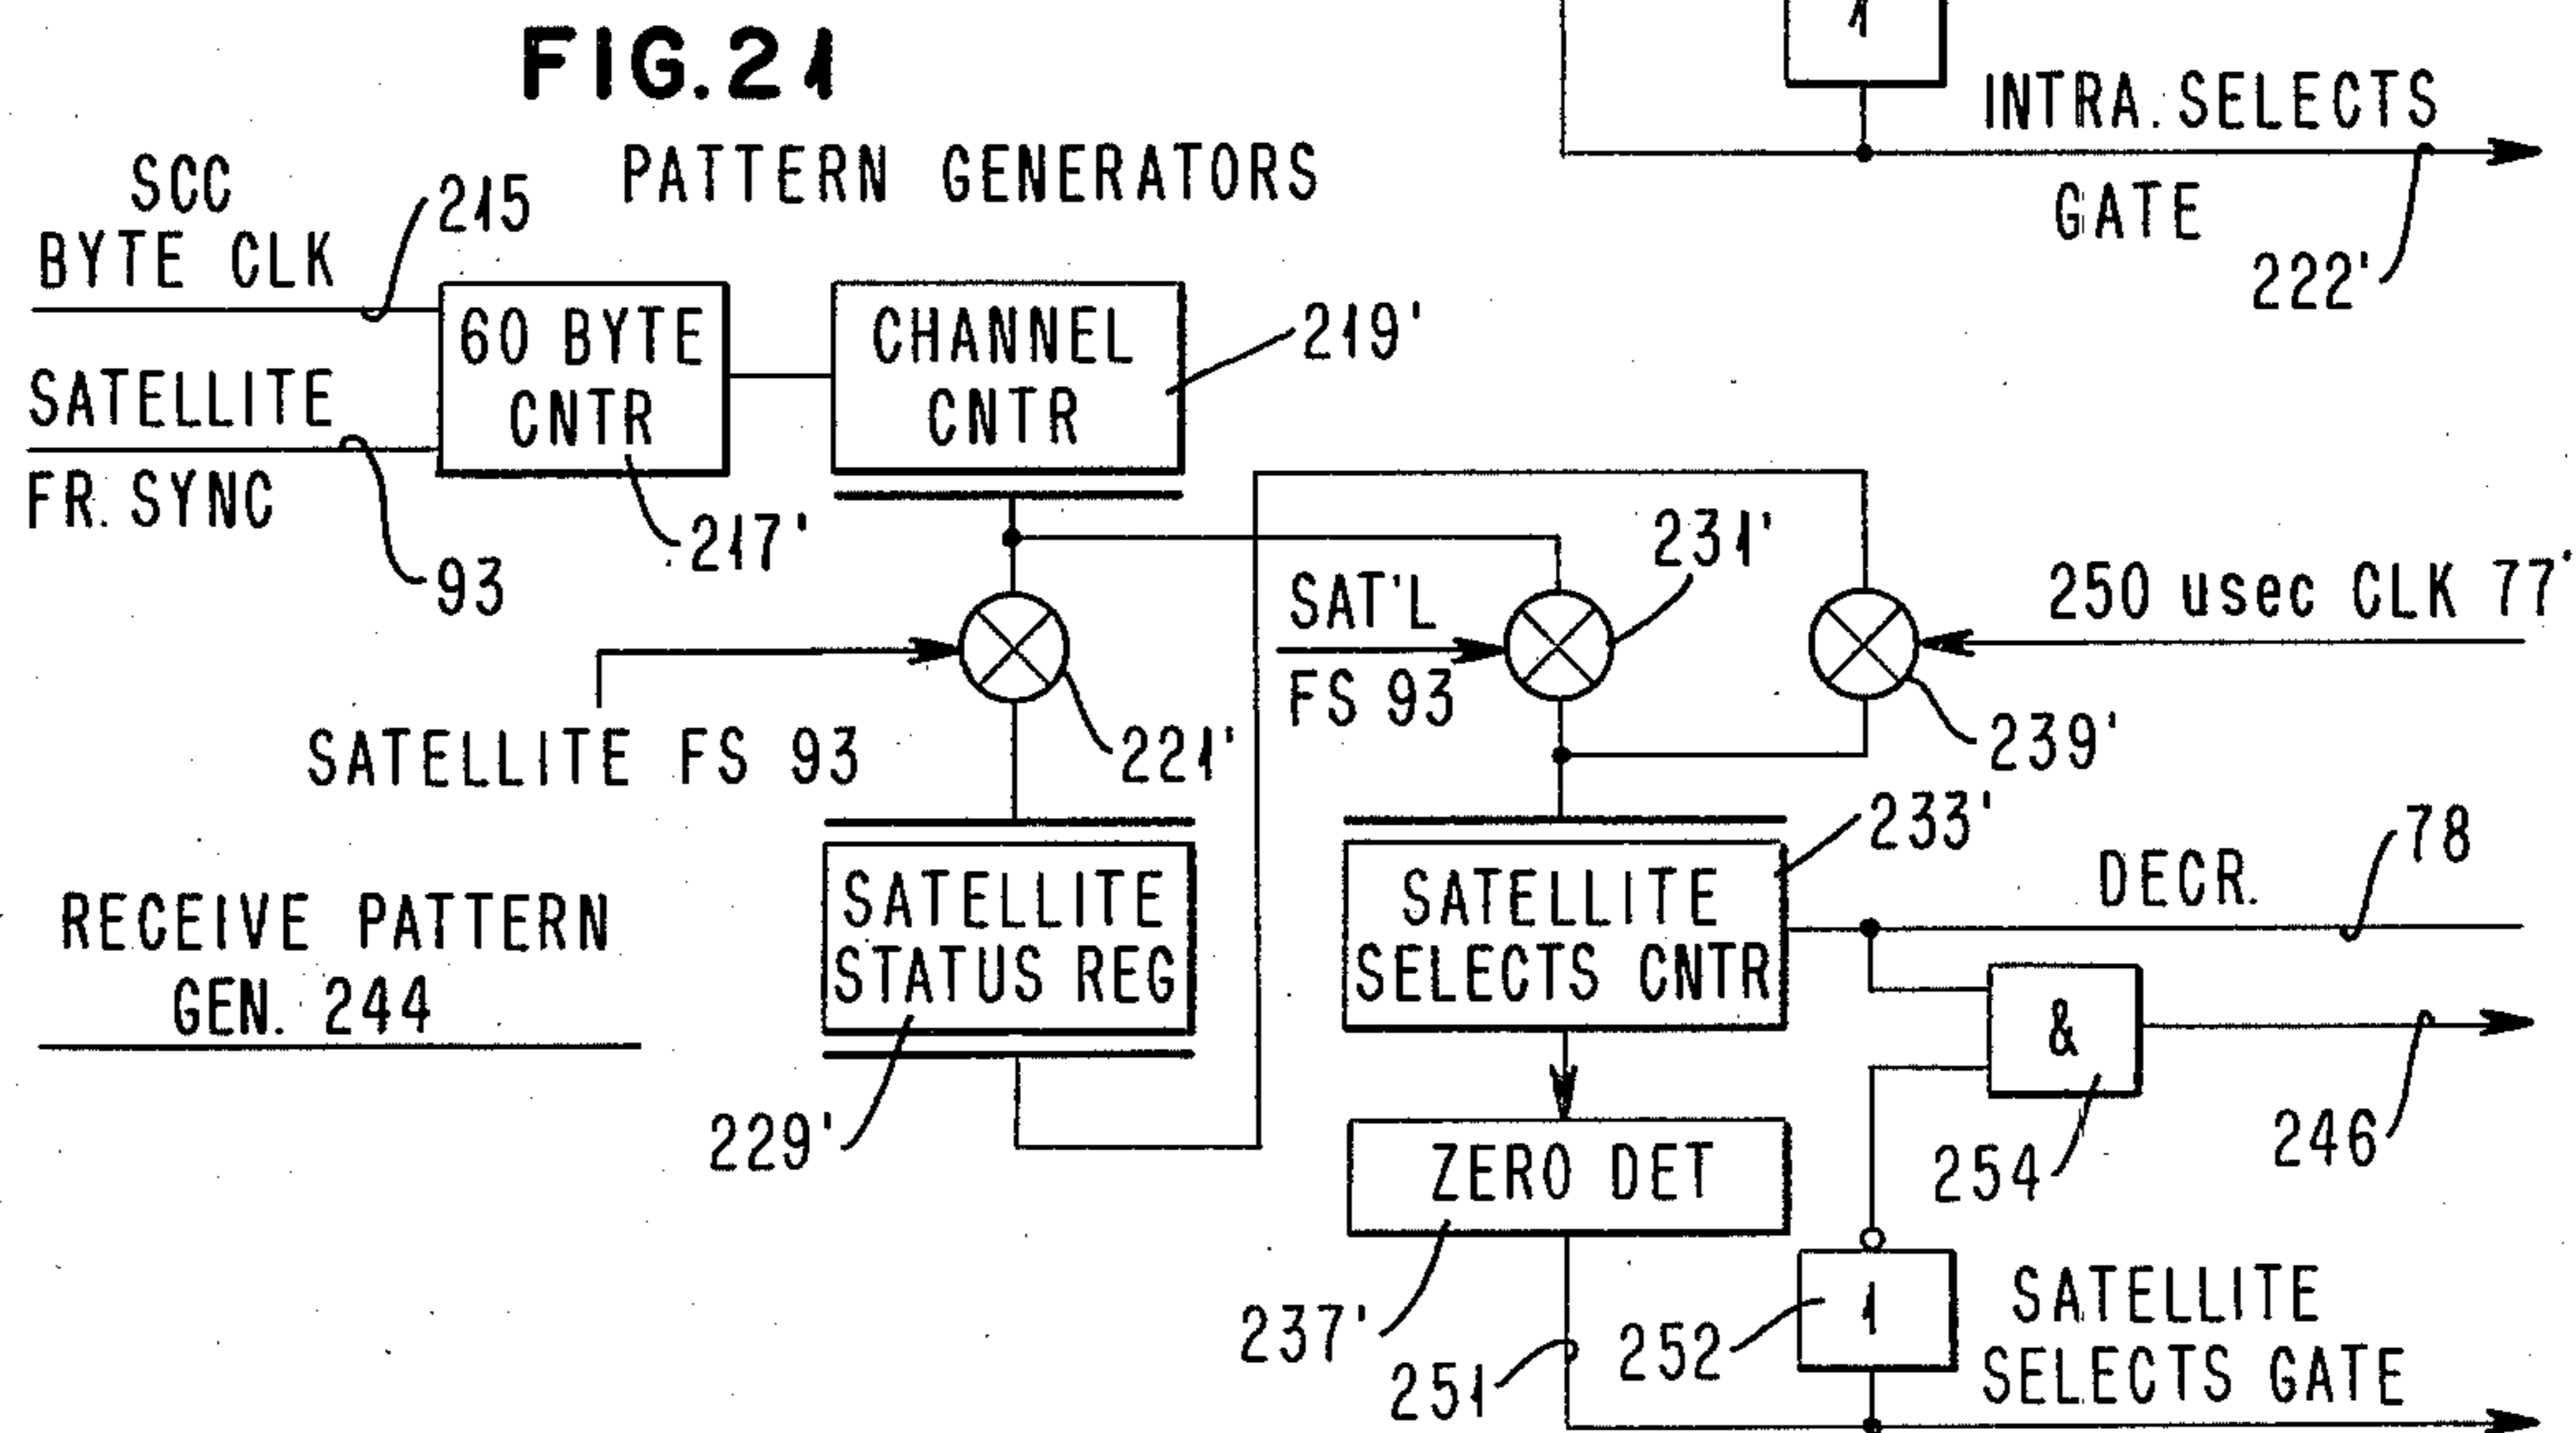 FIG.21
PATTERN GENERATORS
1
INTRA. SELECTS
GATE
222'
SCC
BYTE CLK
215
SATELLITE
FR. SYNC
93
60 BYTE
CNTR
217'
CHANNEL
CNTR
219'
SATELLITE FS 93
221'
SAT'L
FS 93
231'
250 usec CLK 77'
239'
RECEIVE PATTERN
GEN. 244
SATELLITE
STATUS REG
229'
SATELLITE
SELECTS CNTR
233'
DECR.
78
&
254
246
ZERO DET
237'
251
252
1
SATELLITE
SELECTS GATE